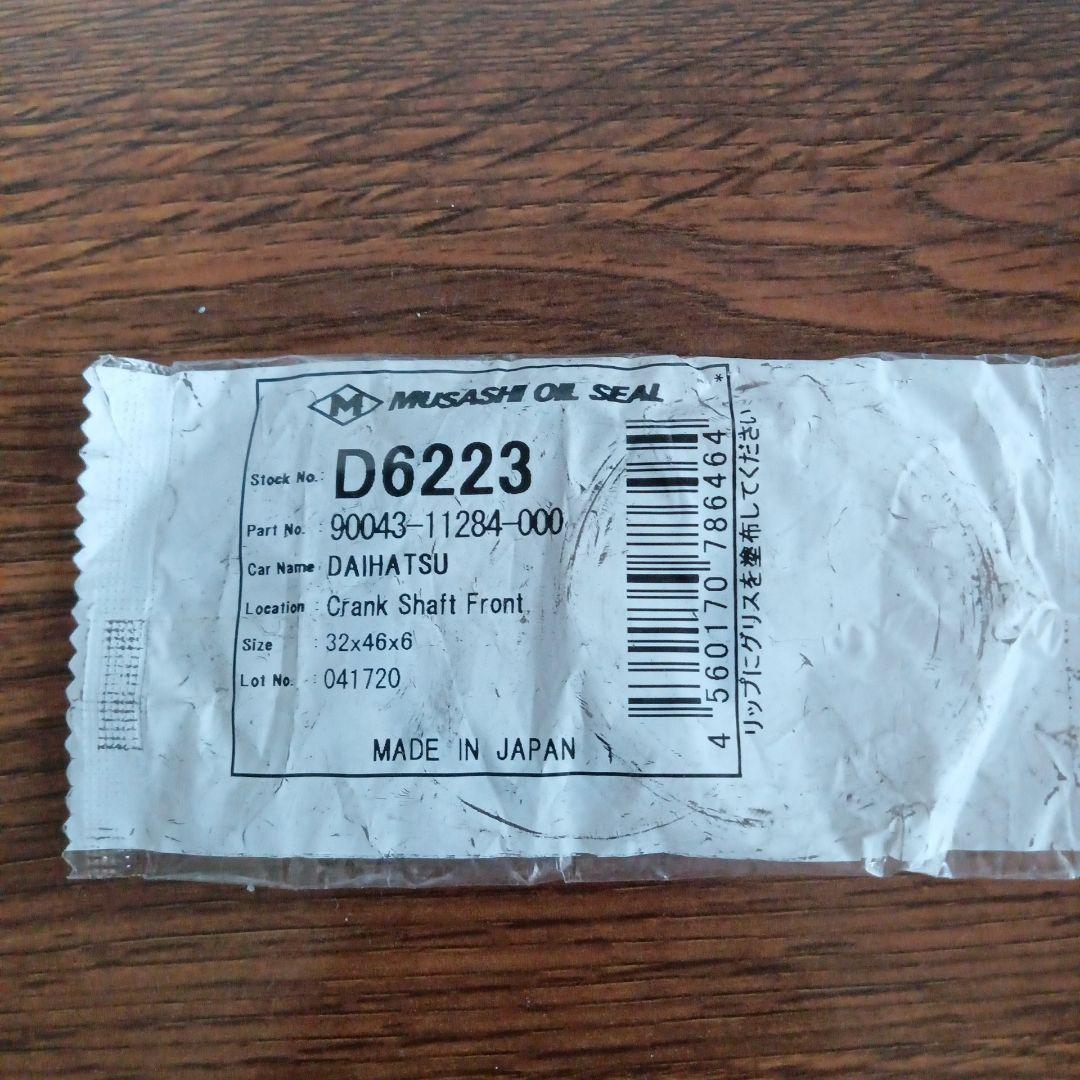 M MUSASHI OIL SEAL *
Stock No. : D6223
Part No. : 90043-11284-000
Car Name : DAIHATSU
Location : Crank Shaft Front
Size : 32x46x6
Lot No. : 041720
MADE IN JAPAN
4 560170 786464
リップにグリスを塗布してください